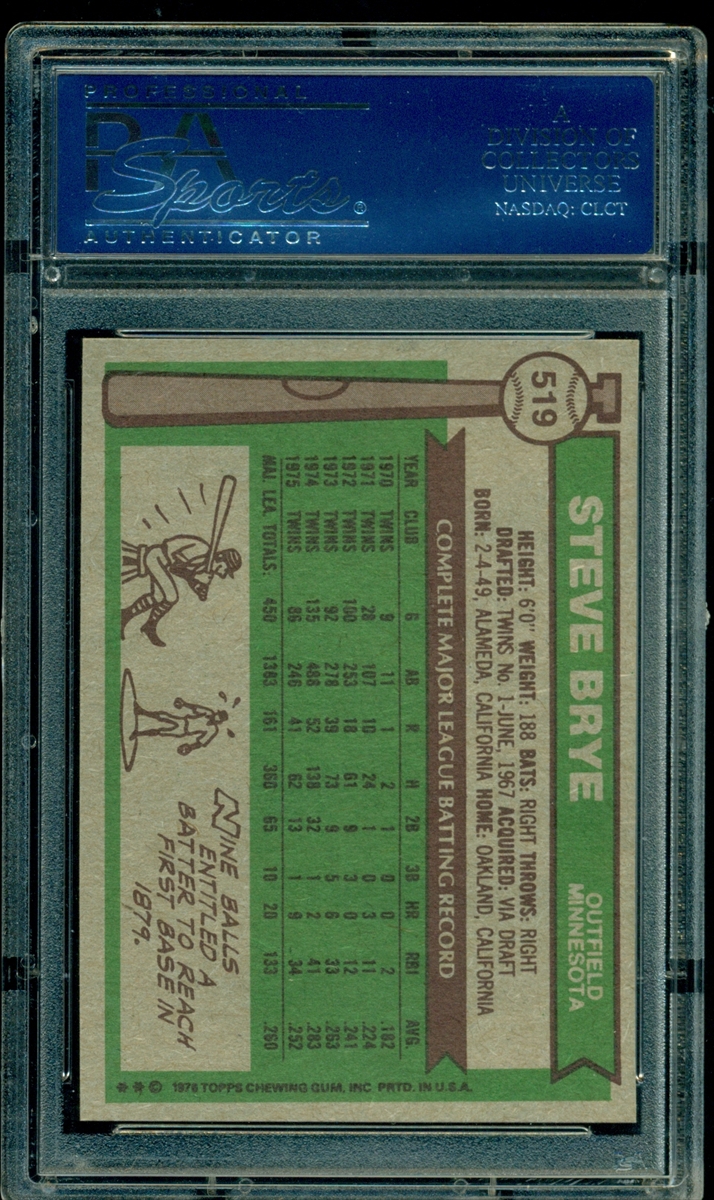 PROFESSIONAL
PSA
Sports®
AUTHENTICATOR
A
DIVISION OF
COLLECTORS
UNIVERSE
NASDAQ: CLCT
519
STEVE BRYE
OUTFIELD
MINNESOTA
HEIGHT: 6'0" WEIGHT: 188 BATS: RIGHT THROWS: RIGHT
DRAFTED: TWINS No. 1-JUNE, 1967 ACQUIRED: VIA DRAFT
BORN: 2-4-49, ALAMEDA, CALIFORNIA HOME: OAKLAND, CALIFORNIA
COMPLETE MAJOR LEAGUE BATTING RECORD
YEAR CLUB G AB R H 2B 3B HR RBI AVG.
1970 TWINS 9 11 1 2 1 0 0 2 .182
1971 TWINS 28 107 10 24 1 0 3 11 .224
1972 TWINS 100 253 18 61 9 3 0 12 .241
1973 TWINS 92 278 39 73 9 5 6 33 .263
1974 TWINS 135 488 52 138 32 1 2 41 .283
1975 TWINS 86 246 41 62 13 1 9 34 .252
MAJ. LEA. TOTALS: 450 1383 161 360 65 10 20 133 .260
NINE BALLS
ENTITLED A
BATTER TO REACH
FIRST BASE IN
1879.
** © 1976 TOPPS CHEWING GUM, INC. PRTD. IN U.S.A.